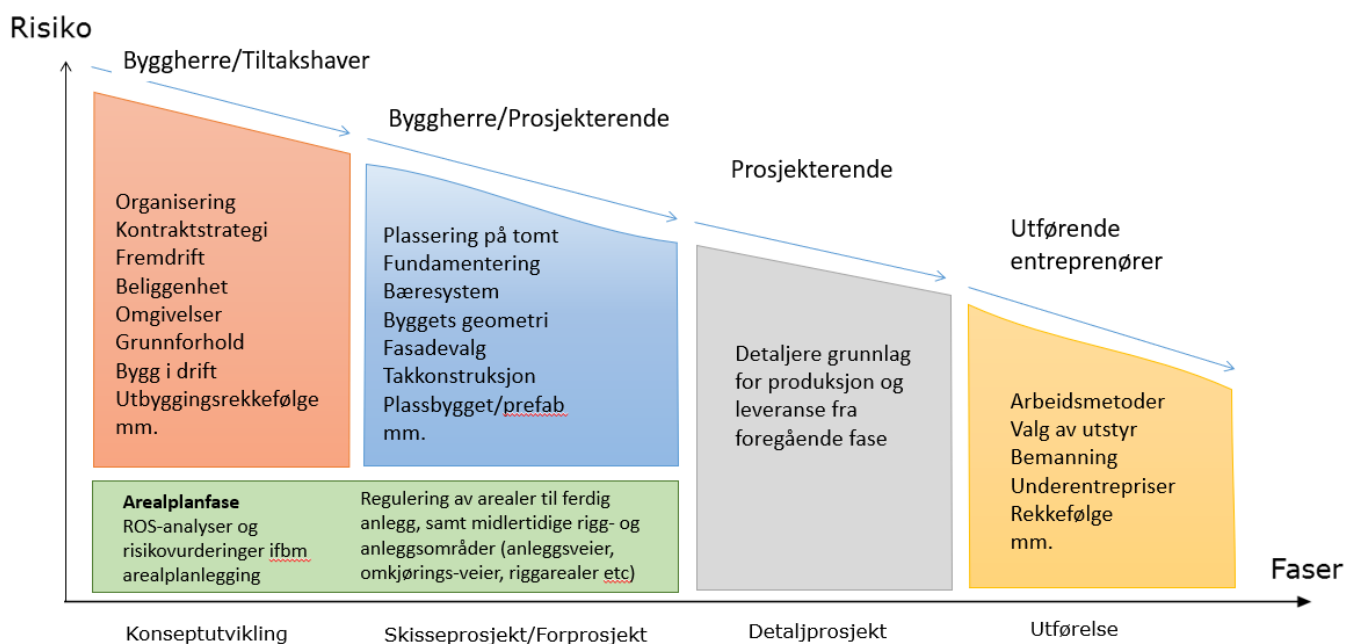 Risiko
Byggherre/Tiltakshaver
Byggherre/Prosjekterende
Prosjekterende
Utførende
entreprenører
Organisering
Kontraktstrategi
Fremdrift
Beliggenhet
Omgivelser
Grunnforhold
Bygg i drift
Utbyggingsrekkefølge
mm.
Plassering på tomt
Fundamentering
Bæresystem
Byggets geometri
Fasadevalg
Takkonstruksjon
Plassbygget/prefab
mm.
Detaljere grunnlag
for produksjon og
leveranse fra
foregående fase
Arbeidsmetoder
Valg av utstyr
Bemanning
Underentrepriser
Rekkefølge
mm.
Arealplanfase
ROS-analyser og
risikovurderinger ifbm
arealplanlegging
Regulering av arealer til ferdig
anlegg, samt midlertidige rigg- og
anleggsområder (anleggsveier,
omkjørings-veier, riggarealer etc)
Faser
Konseptutvikling
Skisseprosjekt/Forprosjekt
Detaljprosjekt
Utførelse